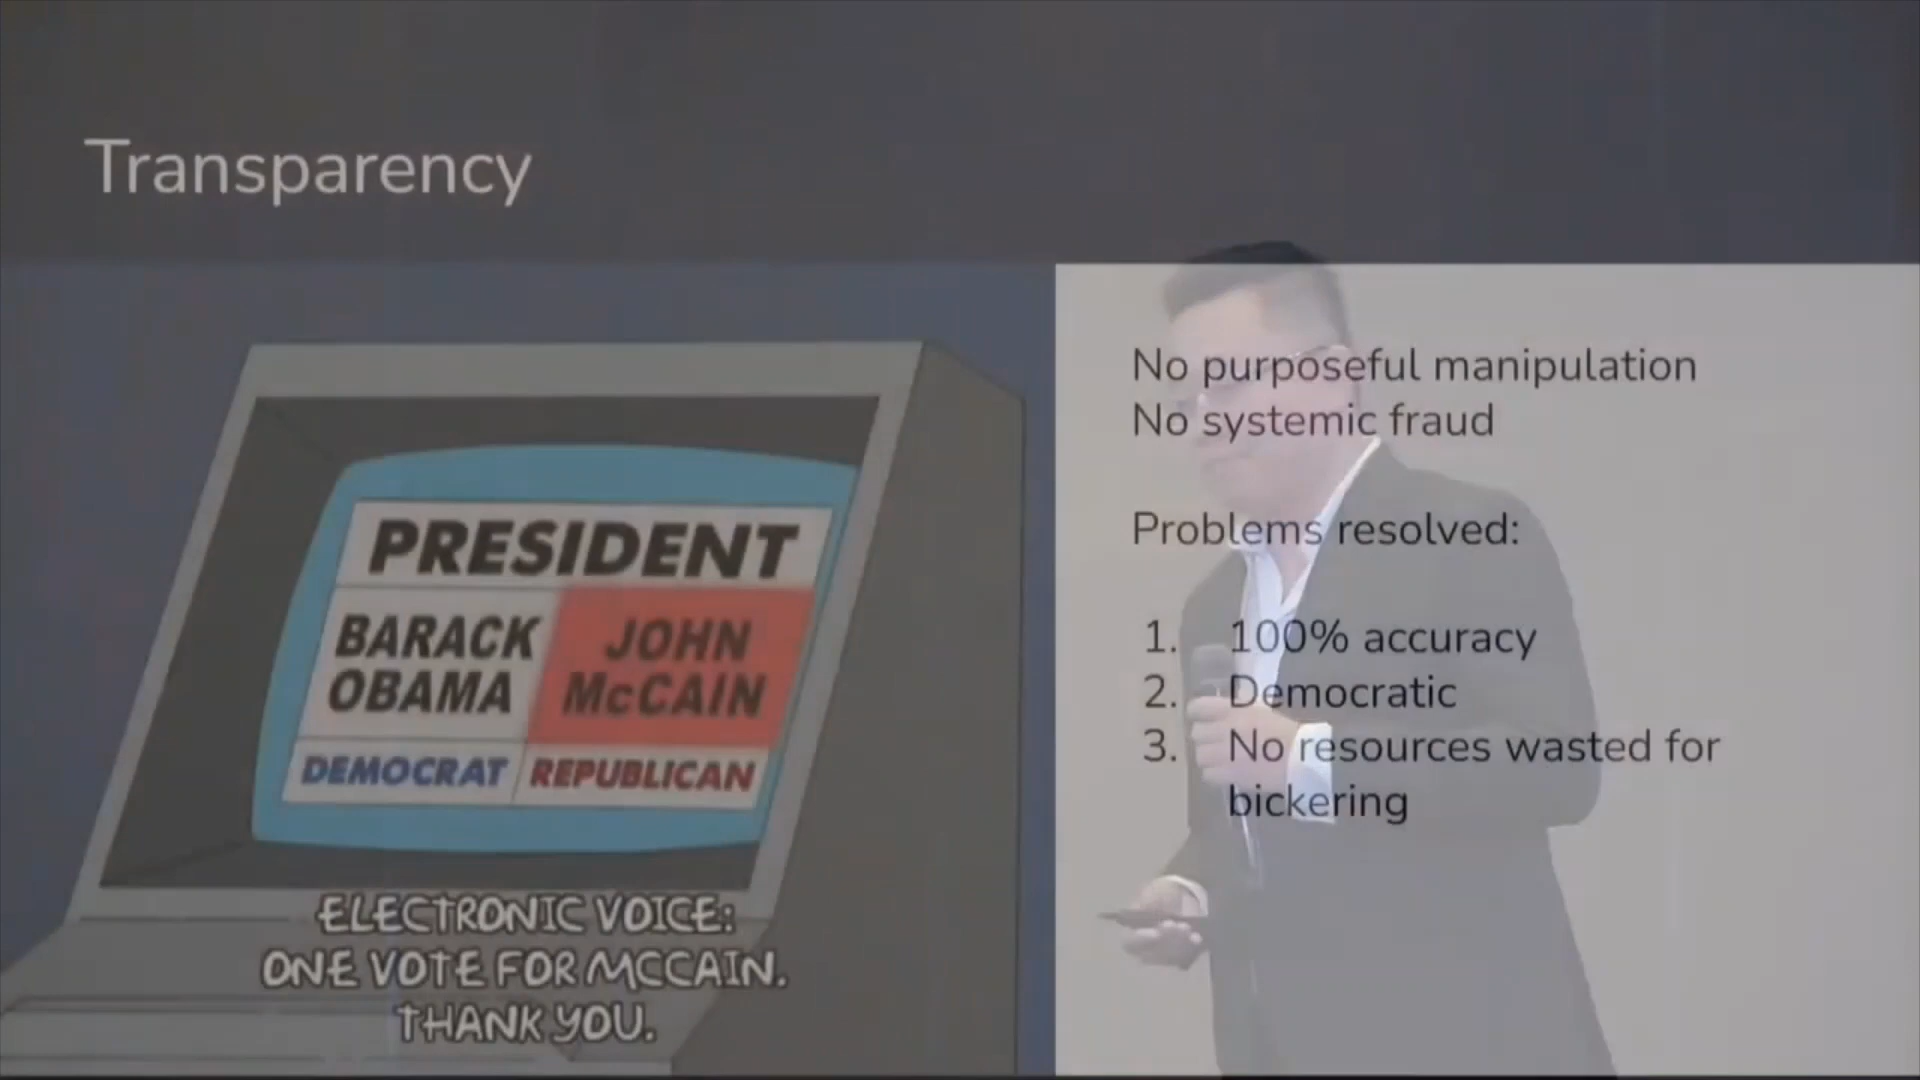 Transparency
PRESIDENT
BARACK
OBAMA
JOHN
McCAIN
DEMOCRAT
REPUBLICAN
ELECTRONIC VOICE:
ONE VOTE FOR MCCAIN.
THANK YOU.
No purposeful manipulation
No systemic fraud
Problems resolved:
1. 100% accuracy
2. Democratic
3. No resources wasted for
bickering